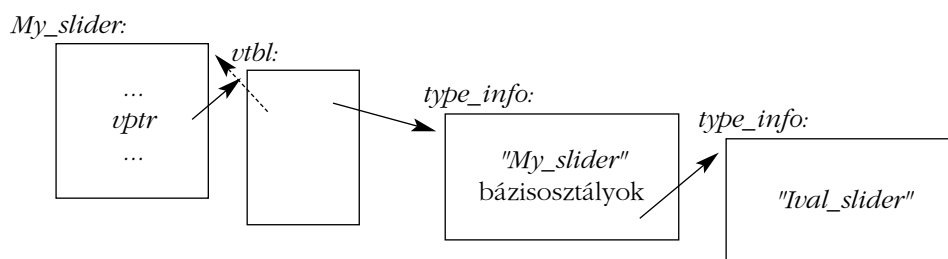 My_slider:
vtbl:
...
vptr
...
type_info:
"My_slider"
bázisosztályok
type_info:
"Ival_slider"